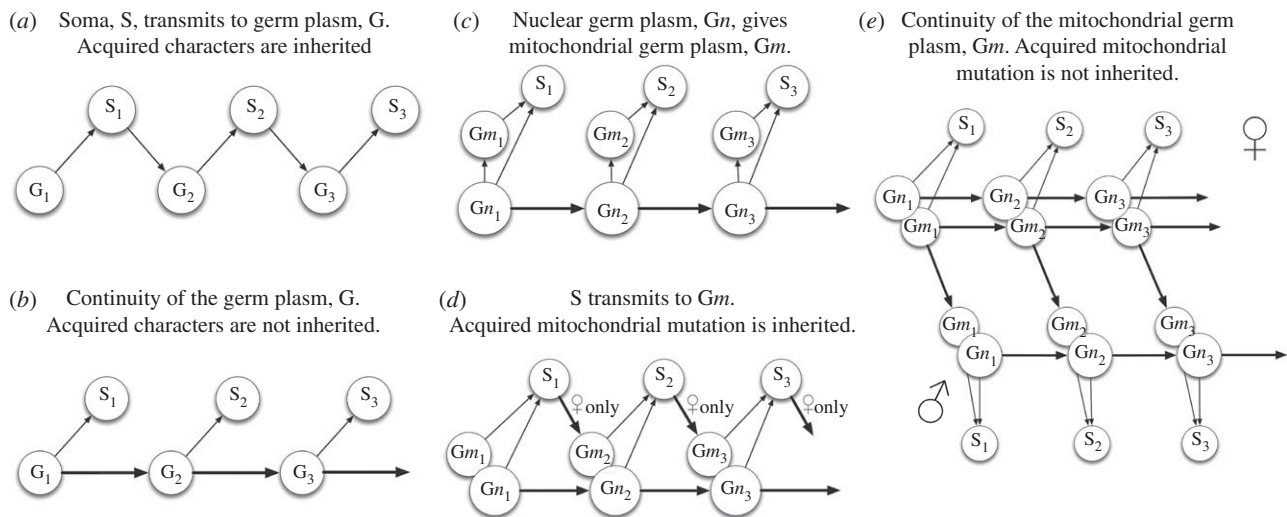 (a) Soma, S, transmits to germ plasm, G.
Acquired characters are inherited
S1 S2 S3
G1 G2 G3
(b) Continuity of the germ plasm, G.
Acquired characters are not inherited.
S1 S2 S3
G1 G2 G3
(c) Nuclear germ plasm, Gn, gives
mitochondrial germ plasm, Gm.
S1 S2 S3
Gm1 Gm2 Gm3
Gn1 Gn2 Gn3
(d) S transmits to Gm.
Acquired mitochondrial mutation is inherited.
S1 S2 S3
♀only ♀only ♀only
Gm1 Gm2 Gm3
Gn1 Gn2 Gn3
(e) Continuity of the mitochondrial germ
plasm, Gm. Acquired mitochondrial
mutation is not inherited.
S1 S2 S3
♀
Gn1 Gn2 Gn3
Gm1 Gm2 Gm3
Gm1 Gm2 Gm3
Gn1 Gn2 Gn3
♂
S1 S2 S3